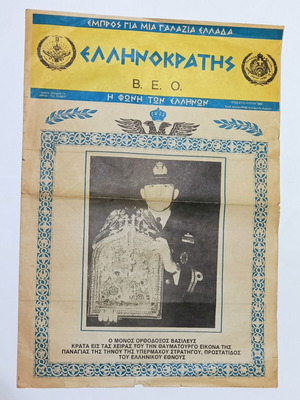 ΕΜΠΡΟΣ ΓΙΑ ΜΙΑ ΓΑΛΑΖΙΑ ΕΛΛΑΔΑ
ΕΛΛΗΝΟΚΡΑΤΗΣ
Β. Ε. Ο.
Η ΦΩΝΗ ΤΩΝ ΕΛΛΗΝΩΝ
Ο ΜΟΝΟΣ ΟΡΘΟΔΟΞΟΣ ΒΑΣΙΛΕΥΣ
ΚΡΑΤΑ ΕΙΣ ΤΑΣ ΧΕΙΡΑΣ ΤΟΥ ΤΗΝ ΘΑΥΜΑΤΟΥΡΓΟ ΕΙΚΟΝΑ ΤΗΣ
ΠΑΝΑΓΙΑΣ ΤΗΣ ΤΗΝΟΥ ΤΗΣ ΥΠΕΡΜΑΧΟΥ ΣΤΡΑΤΗΓΟΥ, ΠΡΟΣΤΑΤΙΔΟΣ
ΤΟΥ ΕΛΛΗΝΙΚΟΥ ΕΘΝΟΥΣ